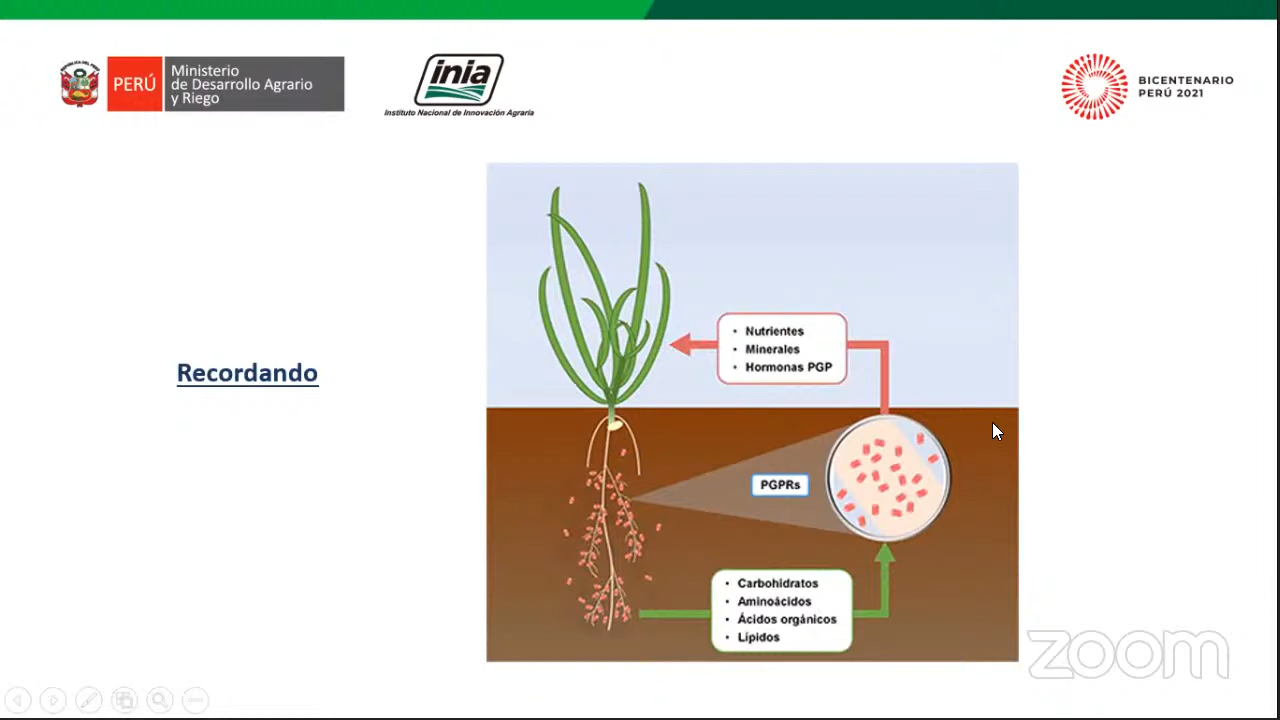 PERÚ
Ministerio
de Desarrollo Agrario
y Riego
inia
Instituto Nacional de Innovación Agraria
BICENTENARIO
PERÚ 2021
Recordando
• Nutrientes
• Minerales
• Hormonas PGP
PGPRs
• Carbohidratos
• Aminoácidos
• Ácidos orgánicos
• Lípidos
zoom